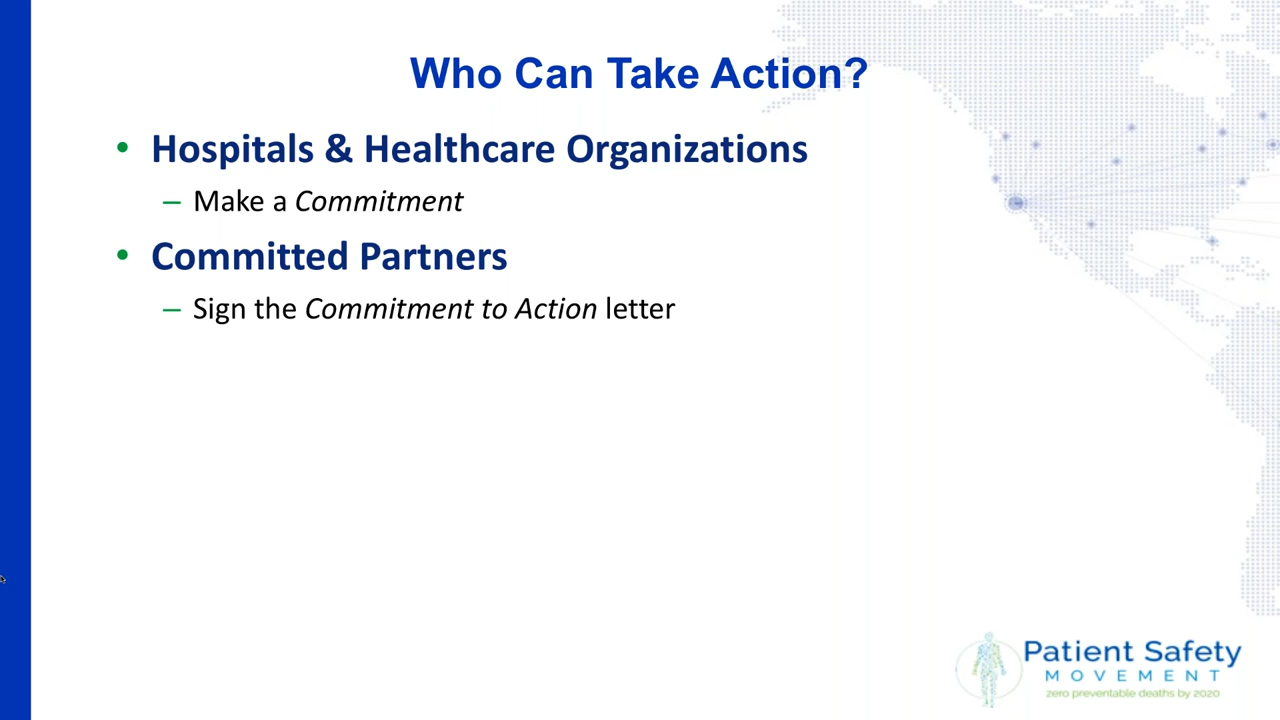 Who Can Take Action?
• Hospitals & Healthcare Organizations
– Make a Commitment
• Committed Partners
– Sign the Commitment to Action letter
Patient Safety
MOVEMENT
zero preventable deaths by 2020